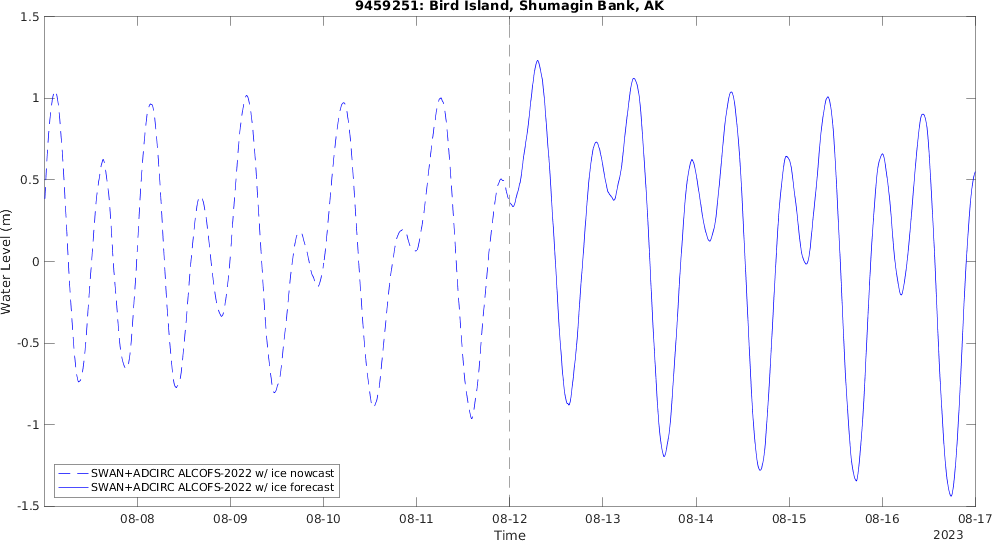 9459251: Bird Island, Shumagin Bank, AK
1.5
1
0.5
0
-0.5
-1
-1.5
Water Level (m)
SWAN+ADCIRC ALCOFS-2022 w/ ice nowcast
SWAN+ADCIRC ALCOFS-2022 w/ ice forecast
08-08 08-09 08-10 08-11 08-12 08-13 08-14 08-15 08-16 08-17
Time
2023